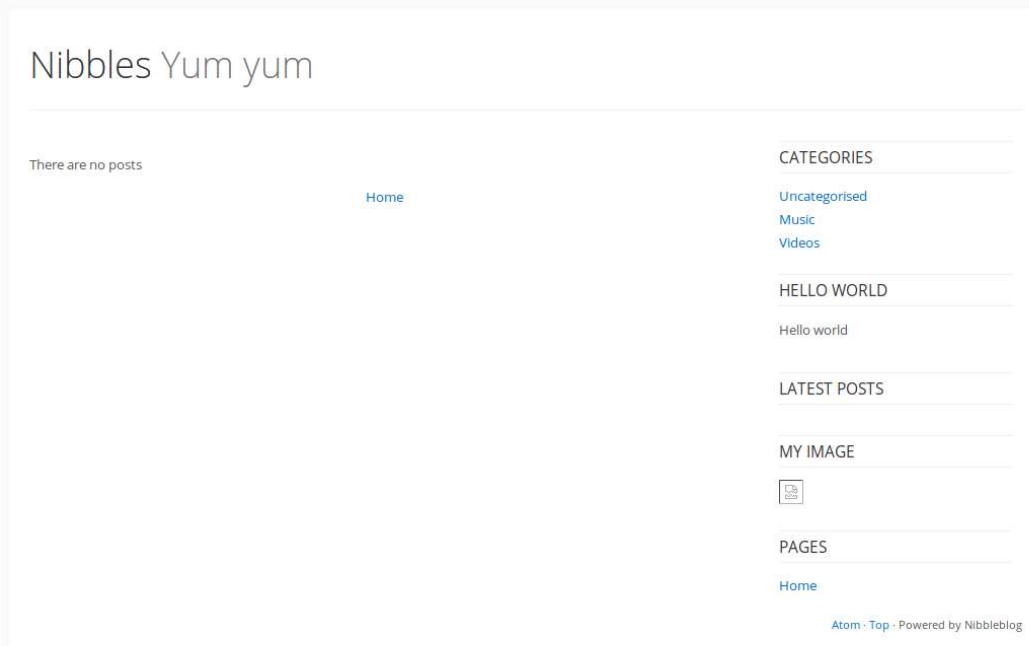 Nibbles Yum yum
There are no posts
Home
CATEGORIES
Uncategorised
Music
Videos
HELLO WORLD
Hello world
LATEST POSTS
MY IMAGE
PAGES
Home
Atom · Top · Powered by Nibbleblog